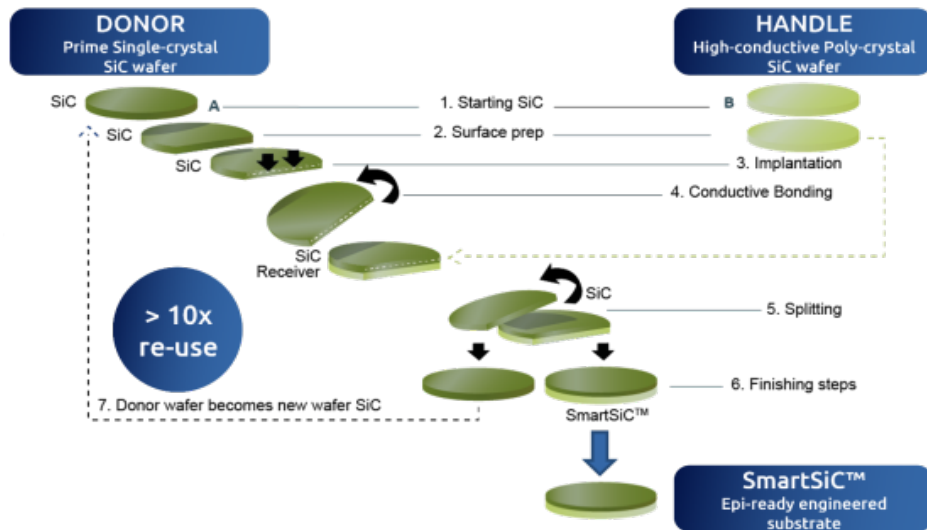 DONOR
Prime Single-crystal
SiC wafer
HANDLE
High-conductive Poly-crystal
SiC wafer
SiC
A
1. Starting SiC
B
SiC
2. Surface prep
SiC
3. Implantation
4. Conductive Bonding
SiC
Receiver
> 10x
re-use
SiC
5. Splitting
6. Finishing steps
7. Donor wafer becomes new wafer SiC
SmartSiC™
SmartSiC™
Epi-ready engineered
substrate